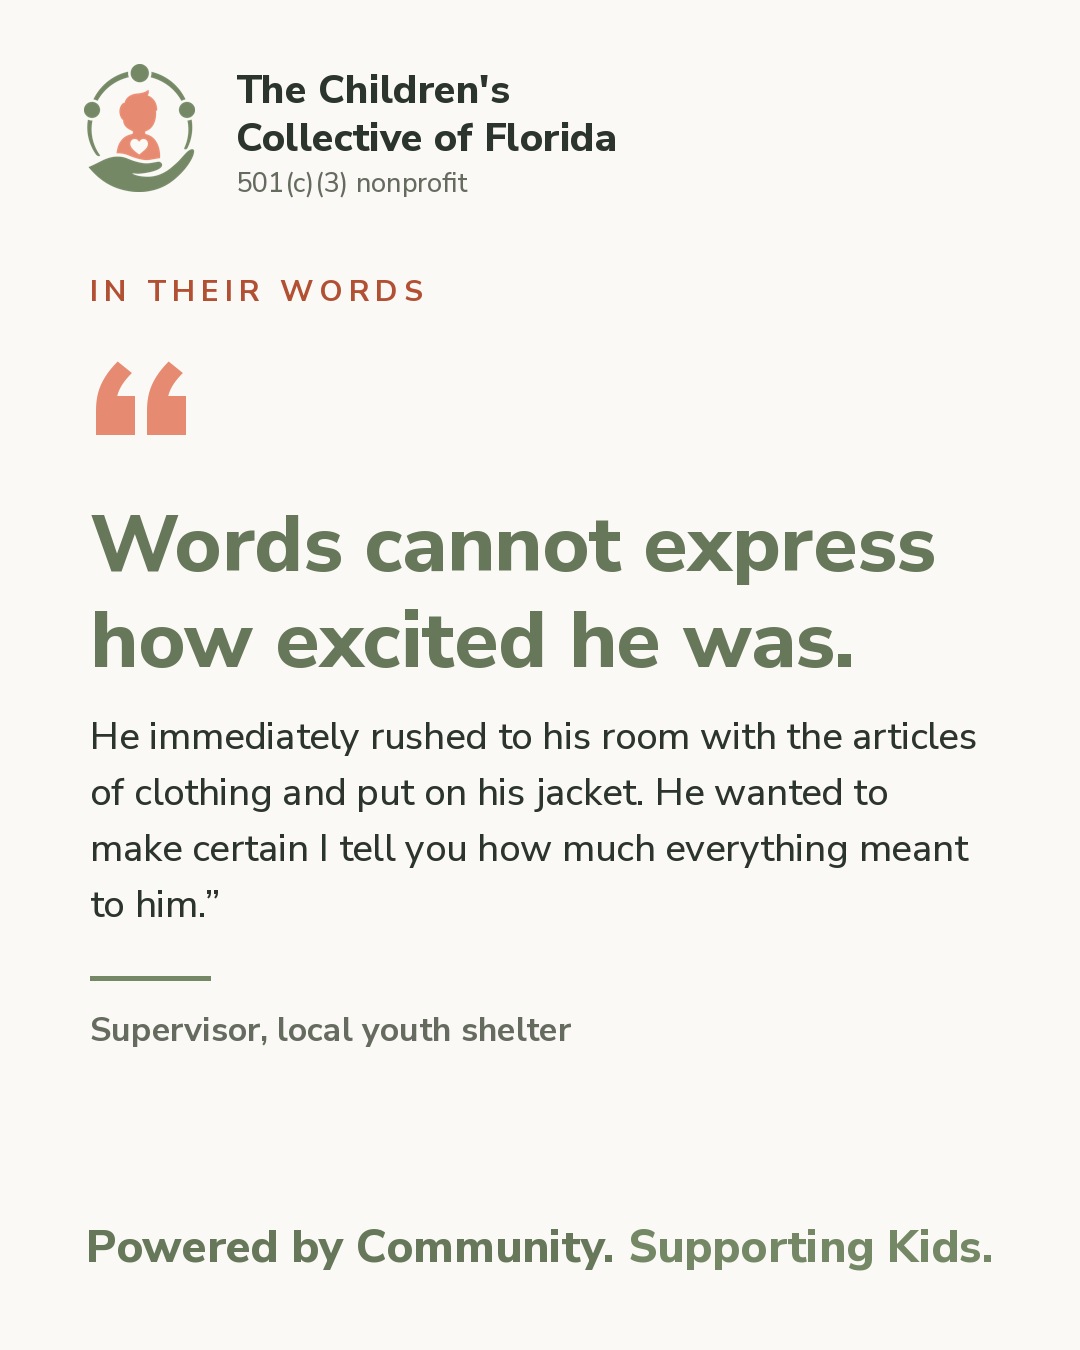 The Children's
Collective of Florida
501(c)(3) nonprofit
IN THEIR WORDS
“
Words cannot express
how excited he was.
He immediately rushed to his room with the articles
of clothing and put on his jacket. He wanted to
make certain I tell you how much everything meant
to him.”
Supervisor, local youth shelter
Powered by Community. Supporting Kids.